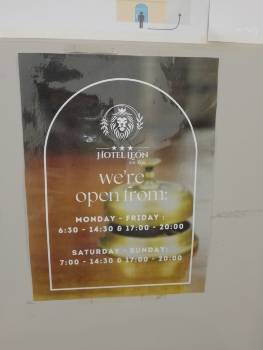 HOTEL LEÓN
we're
open from:
MONDAY - FRIDAY :
6:30 - 14:30 & 17:00 - 20:00
SATURDAY - SUNDAY:
7:00 - 14:30 & 17:00 - 20:00